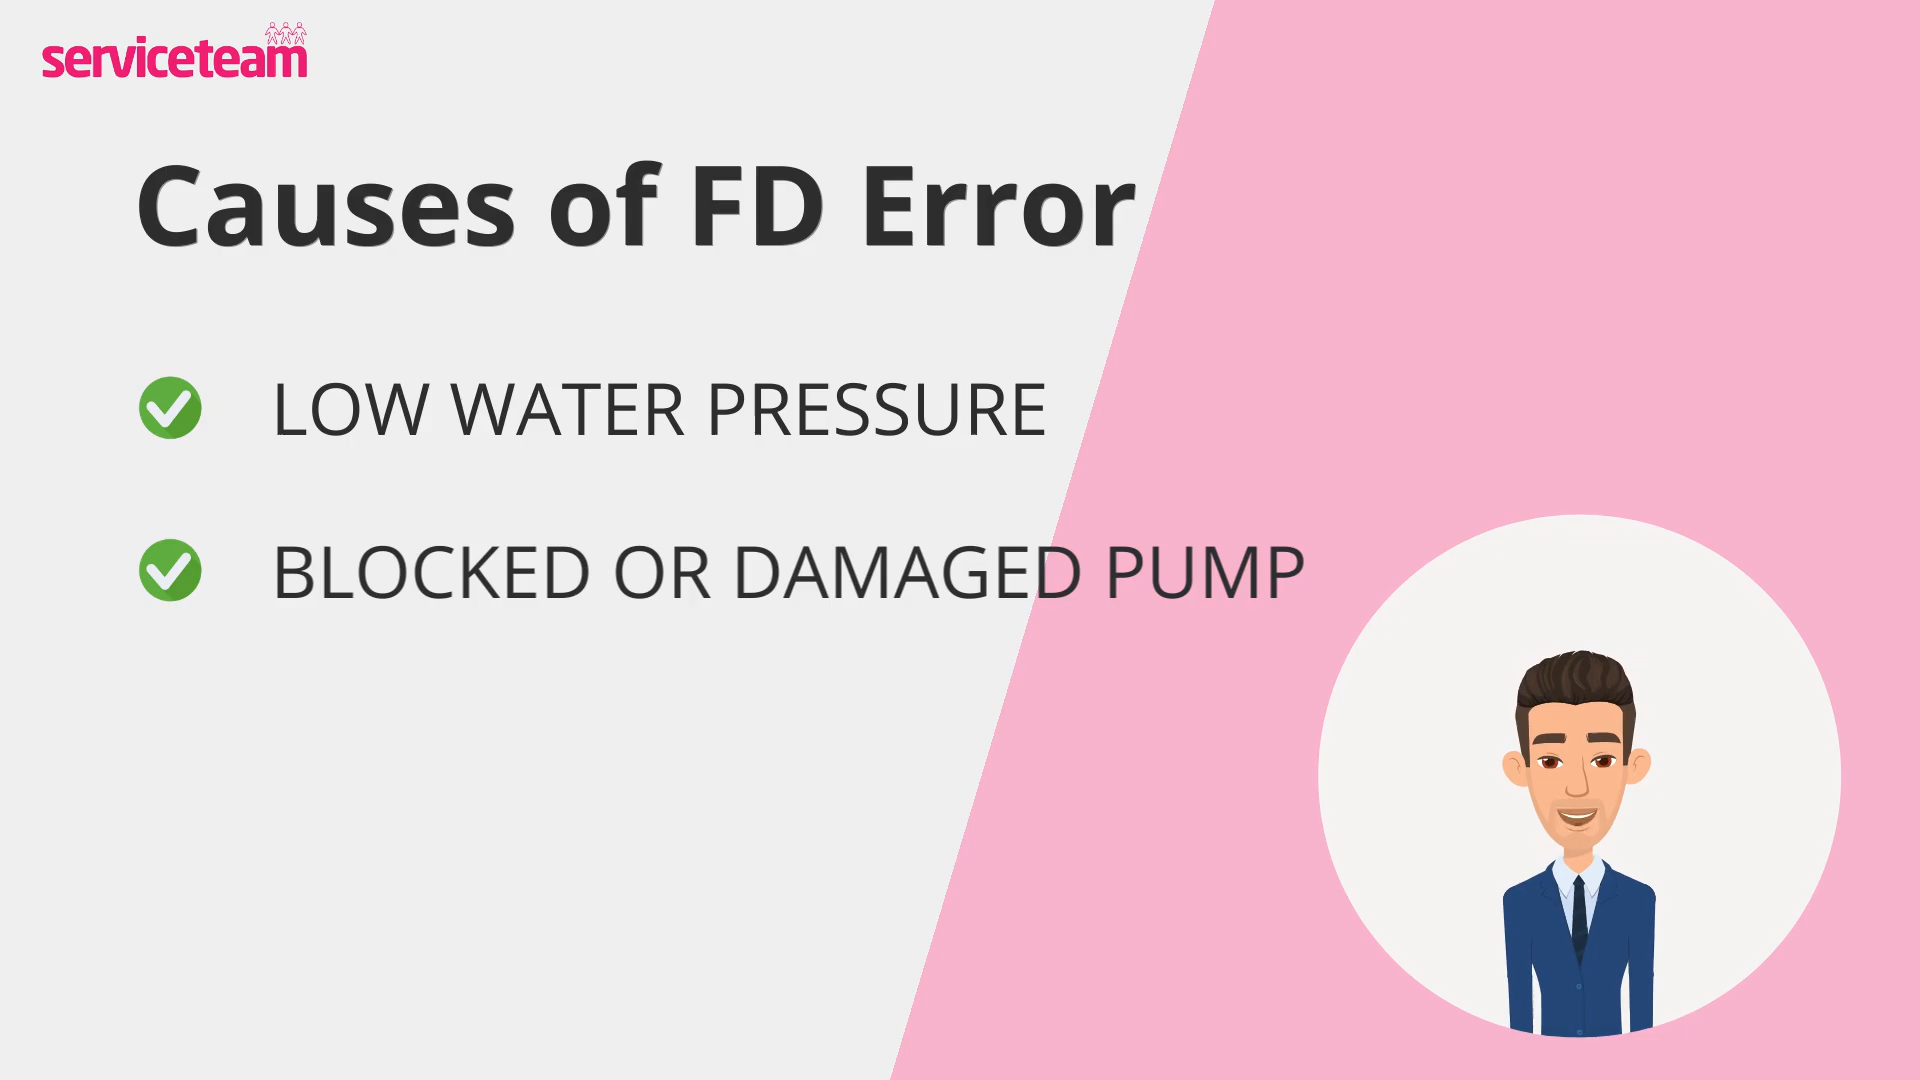 serviceteam
Causes of FD Error
LOW WATER PRESSURE
BLOCKED OR DAMAGED PUMP